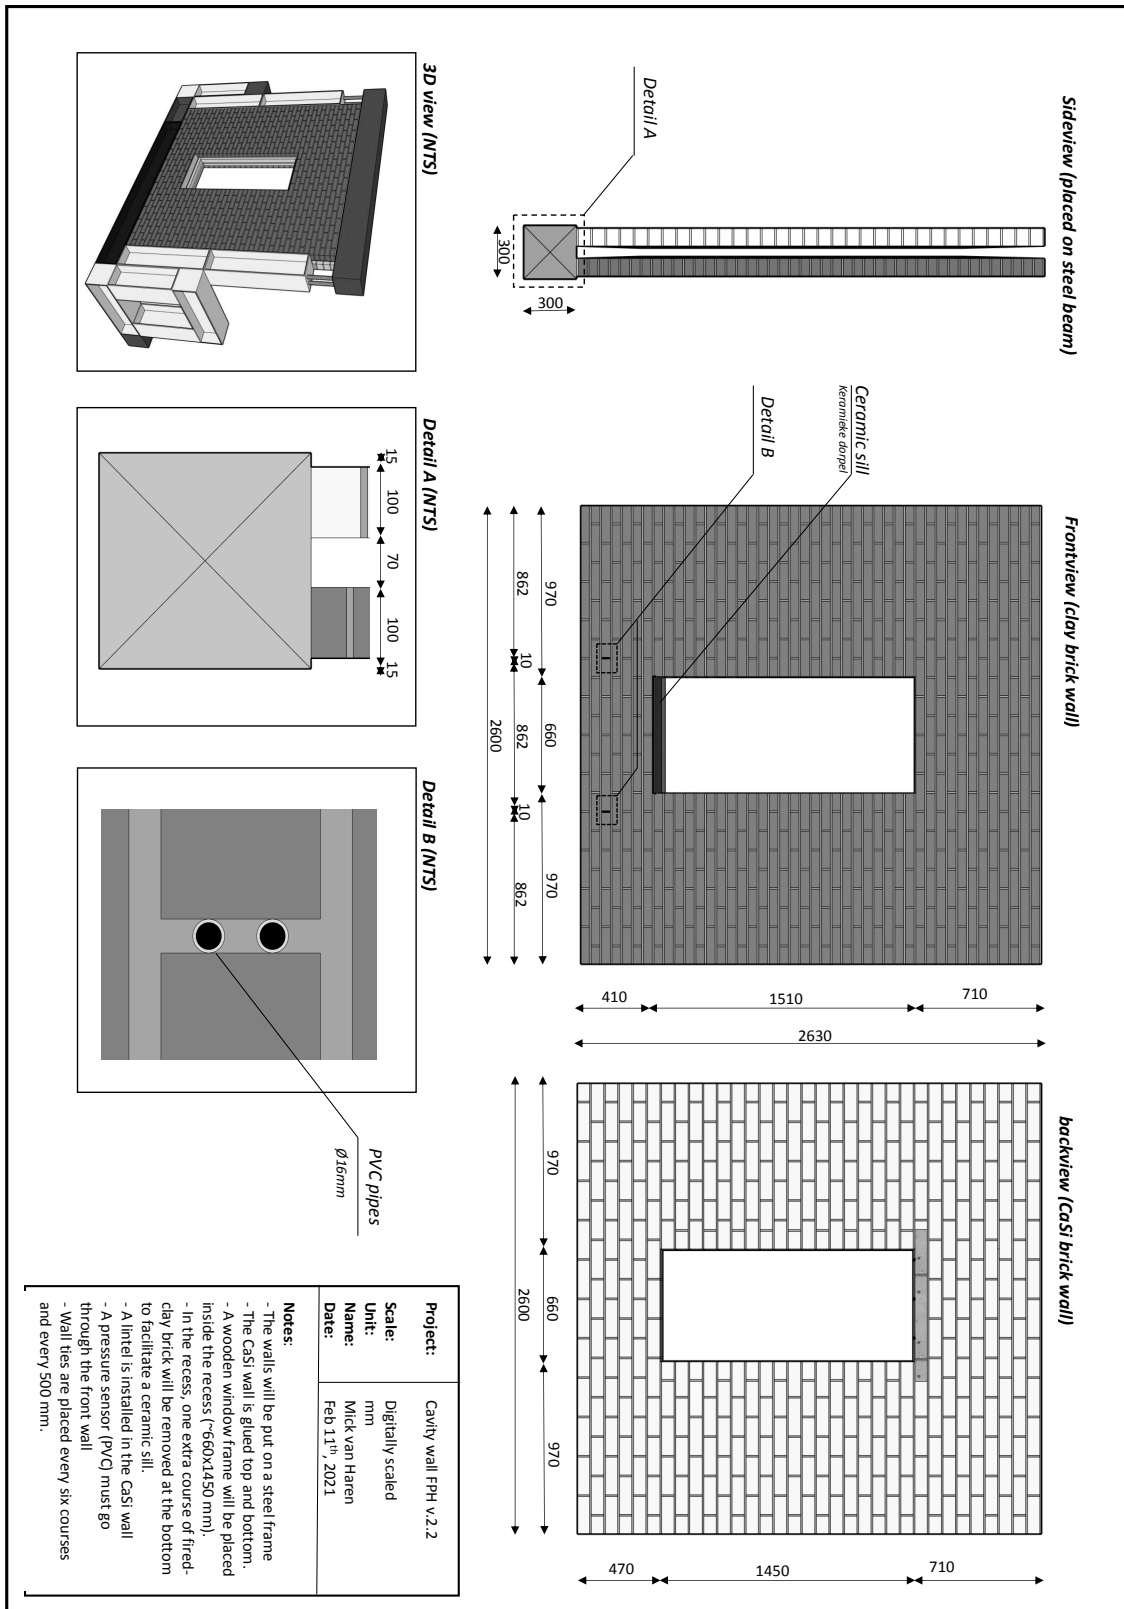 Sideview (placed on steel beam)
Detail A
300
300
Frontview (clay brick wall)
Ceramic sill
Keramieke dorpel
Detail B
970
660
970
862
10
862
10
862
2600
410
1510
710
2630
backview (CaSi brick wall)
970
660
970
2600
470
1450
710
3D view (NTS)
Detail A (NTS)
15
100
70
100
15
Detail B (NTS)
PVC pipes
Ø16mm
Project: Cavity wall FPH v.2.2
Scale: Digitally scaled
Unit: mm
Name: Mick van Haren
Date: Feb 11th, 2021
Notes:
- The walls will be put on a steel frame
- The CaSi wall is glued top and bottom.
- A wooden window frame will be placed
inside the recess (~660x1450 mm).
- In the recess, one extra course of fired-
clay brick will be removed at the bottom
to facilitate a ceramic sill.
- A lintel is installed in the CaSi wall
- A pressure sensor (PVC) must go
through the front wall
- Wall ties are placed every six courses
and every 500 mm.